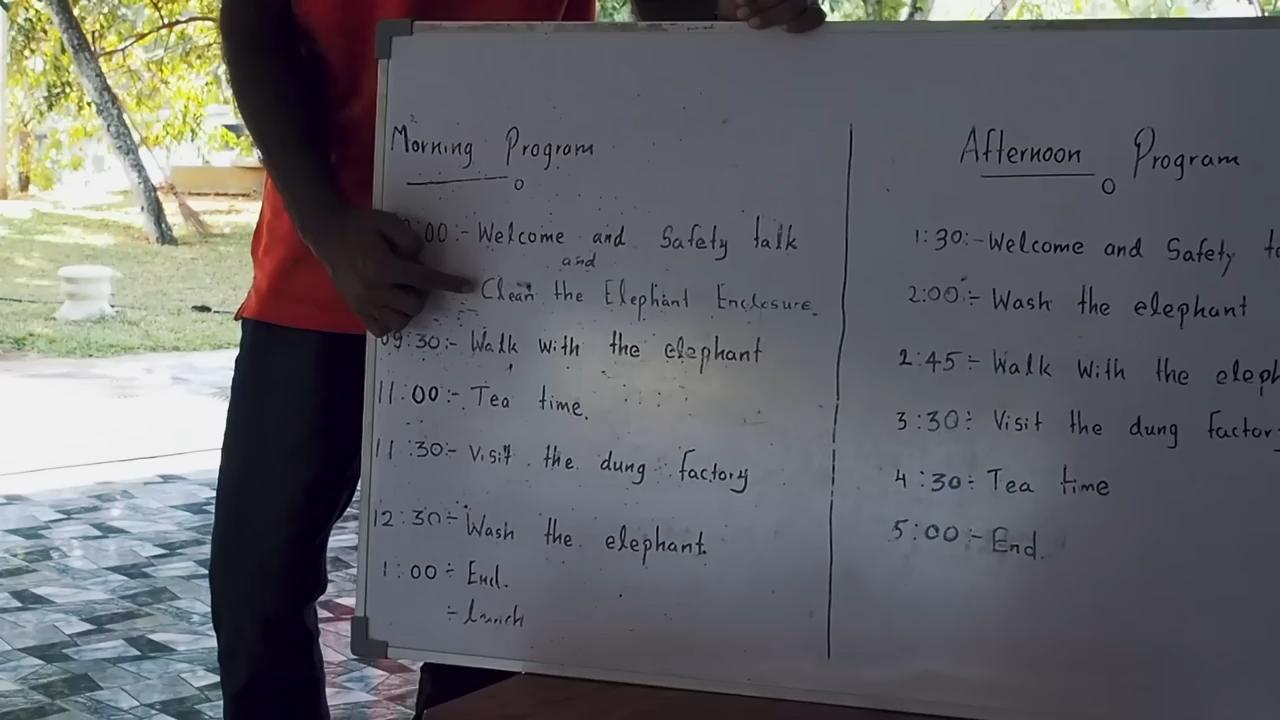 Morning Program
:00:- Welcome and Safety talk
and
Clean the Elephant Enclosure.
09:30:- Walk with the elephant
11:00:- Tea time.
11:30:- Visit the dung factory
12:30:- Wash the elephant.
1:00:- End.
:- Lunch
Afternoon Program
1:30:- Welcome and Safety
2:00:- Wash the elephant
2:45:- Walk with the
3:30:- Visit the dung factory
4:30:- Tea time
5:00:- End.